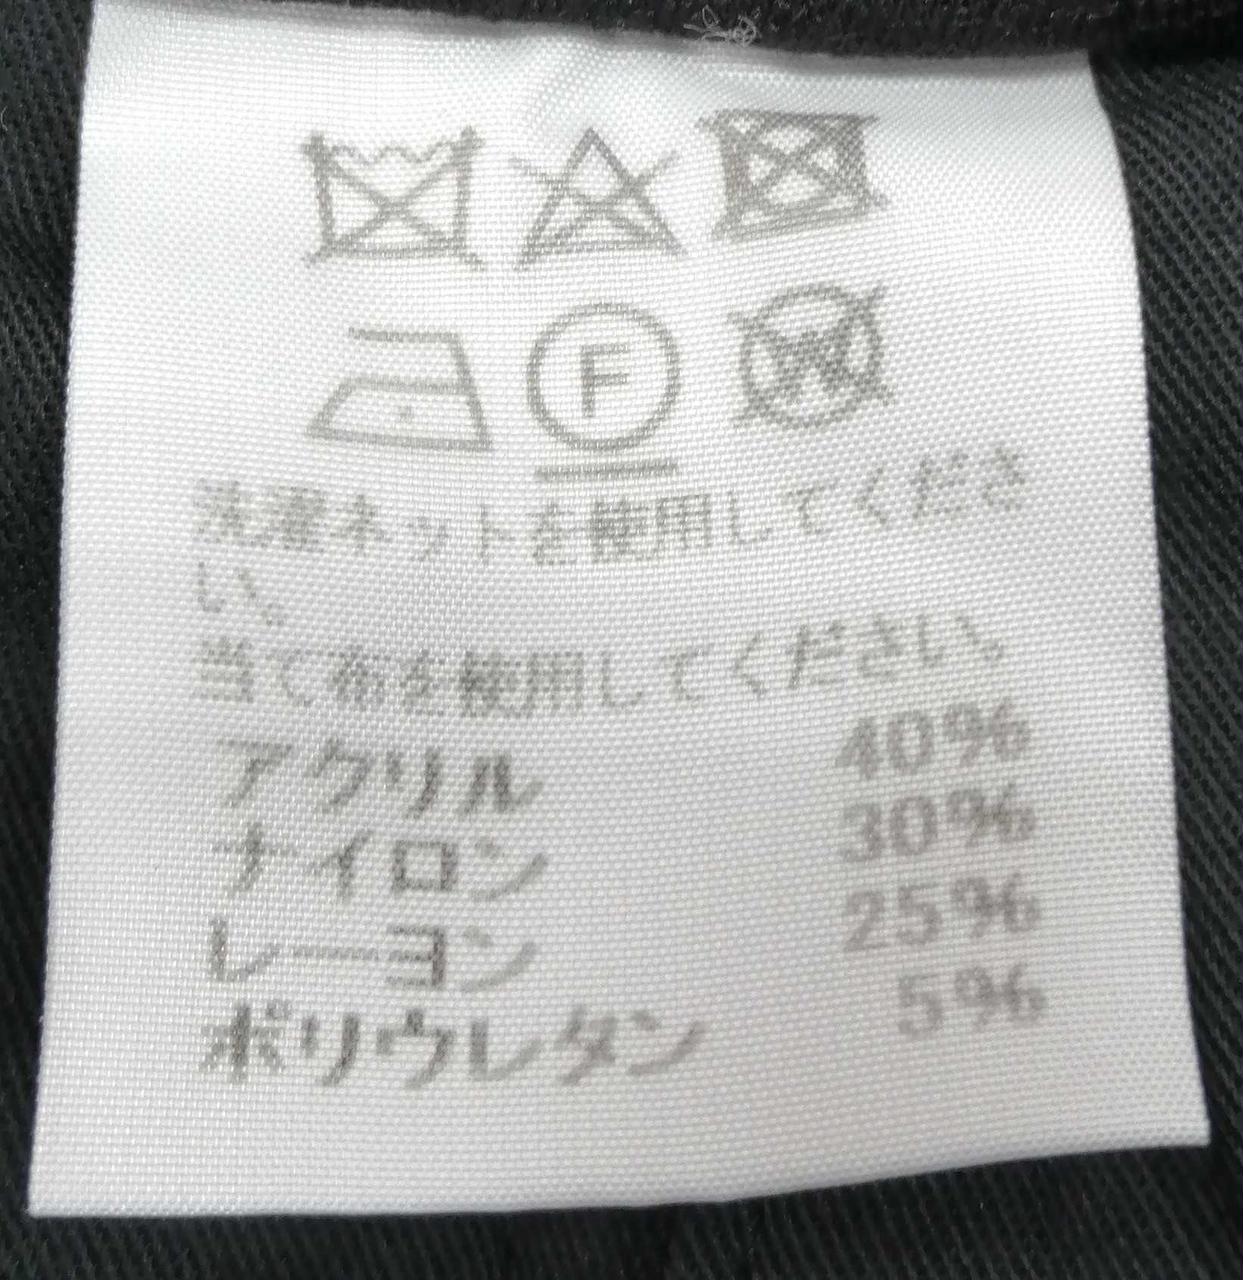 F
W
洗濯ネットを使用してくださ
い。
当て布を使用してください。
アクリル 40%
ナイロン 30%
レーヨン 25%
ポリウレタン 5%